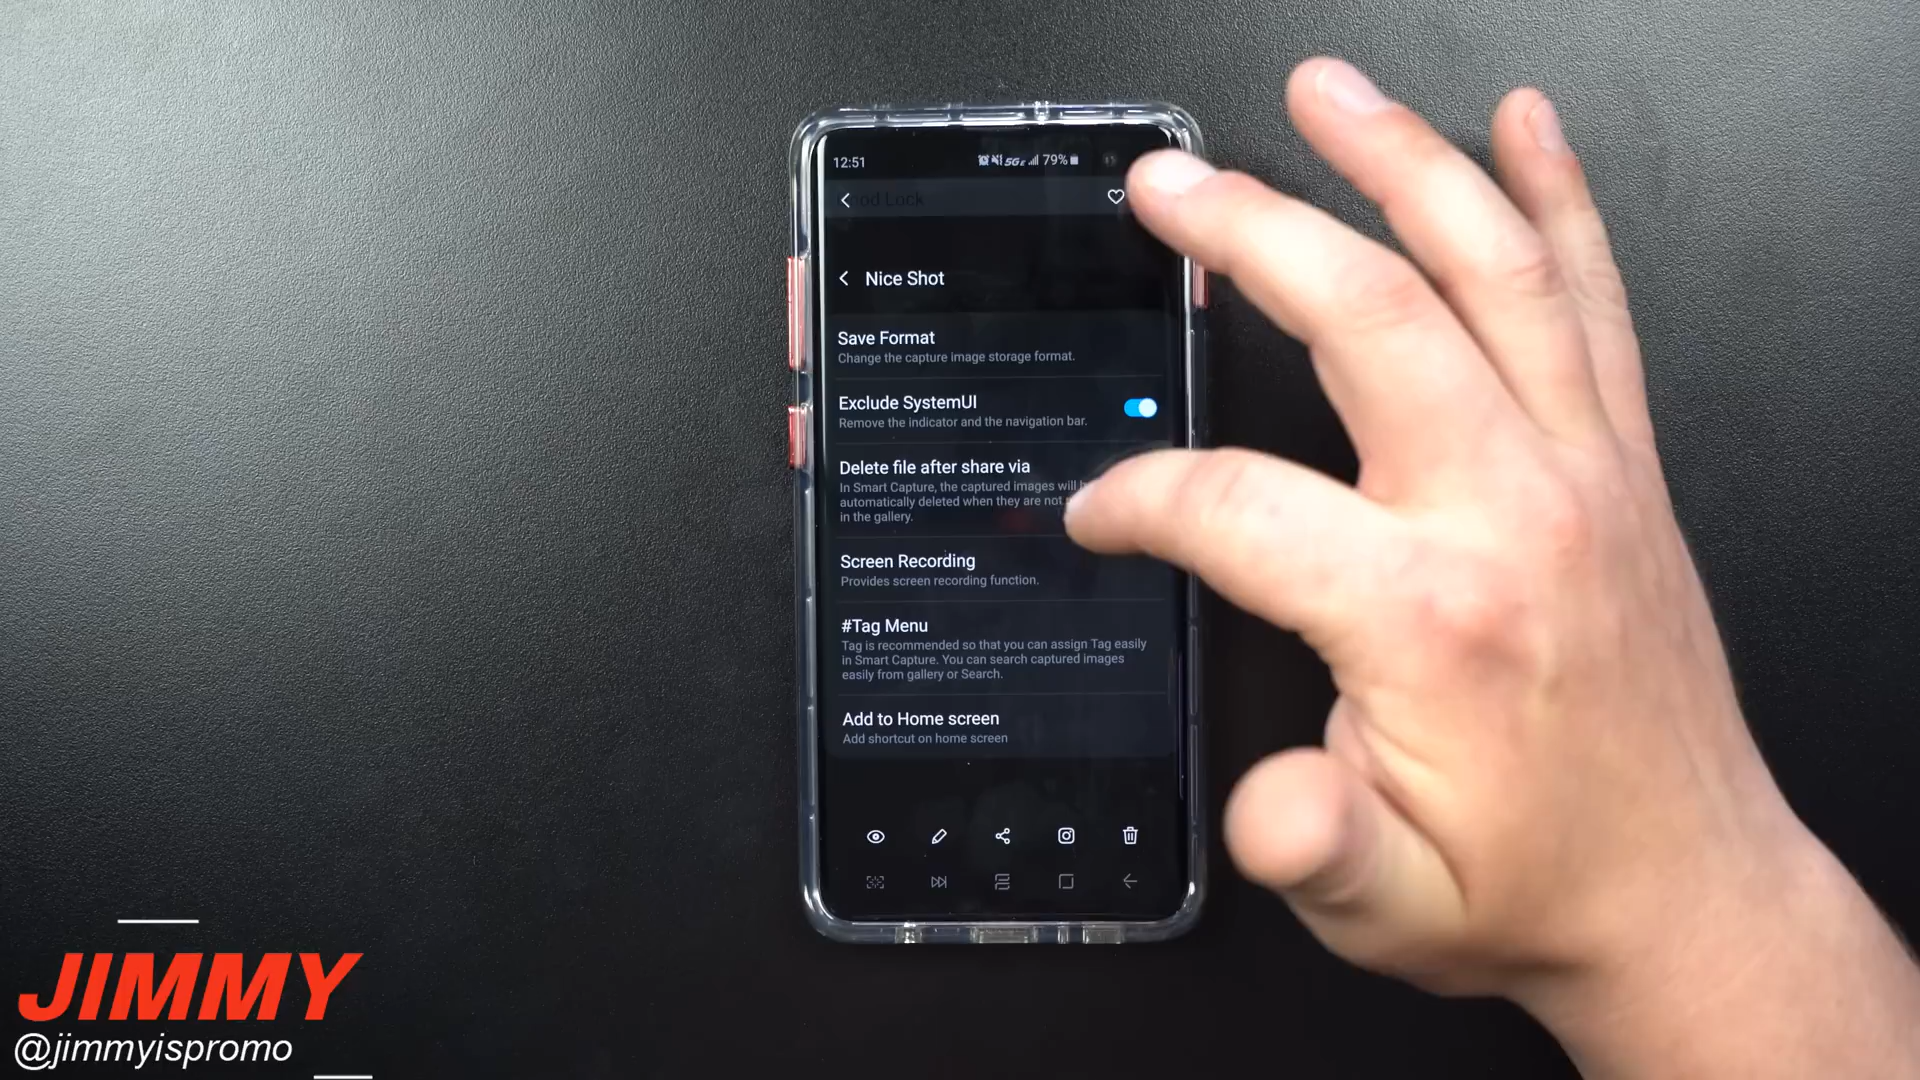 12:51 5GE 79%
Lock
Nice Shot
Save Format
Change the capture image storage format.
Exclude SystemUI
Remove the indicator and the navigation bar.
Delete file after share via
In Smart Capture, the captured images will
automatically deleted when they are not
in the gallery.
Screen Recording
Provides screen recording function.
#Tag Menu
Tag is recommended so that you can assign Tag easily
in Smart Capture. You can search captured images
easily from gallery or Search.
Add to Home screen
Add shortcut on home screen
JIMMY
@jimmyispromo